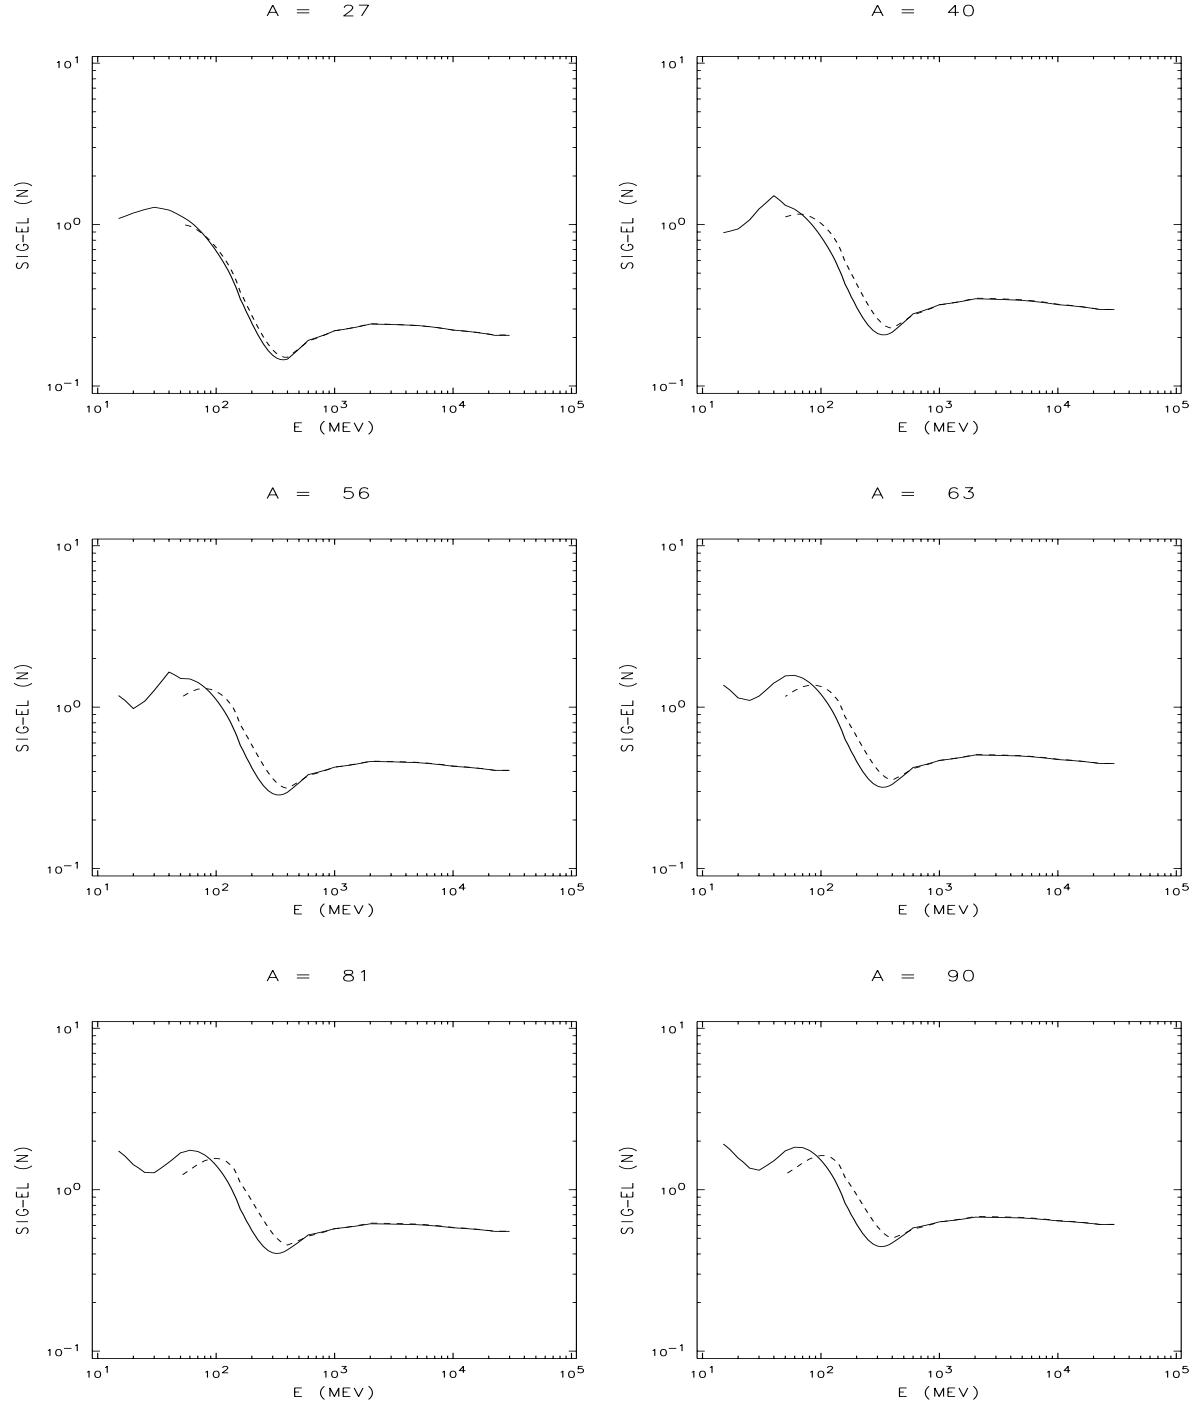 A = 27
A = 40
10¹
10⁰
10⁻¹
SIG-EL (N)
10¹ 10² 10³ 10⁴ 10⁵
E (MEV)
10¹
10⁰
10⁻¹
SIG-EL (N)
10¹ 10² 10³ 10⁴ 10⁵
E (MEV)
A = 56
A = 63
10¹
10⁰
10⁻¹
SIG-EL (N)
10¹ 10² 10³ 10⁴ 10⁵
E (MEV)
10¹
10⁰
10⁻¹
SIG-EL (N)
10¹ 10² 10³ 10⁴ 10⁵
E (MEV)
A = 81
A = 90
10¹
10⁰
10⁻¹
SIG-EL (N)
10¹ 10² 10³ 10⁴ 10⁵
E (MEV)
10¹
10⁰
10⁻¹
SIG-EL (N)
10¹ 10² 10³ 10⁴ 10⁵
E (MEV)